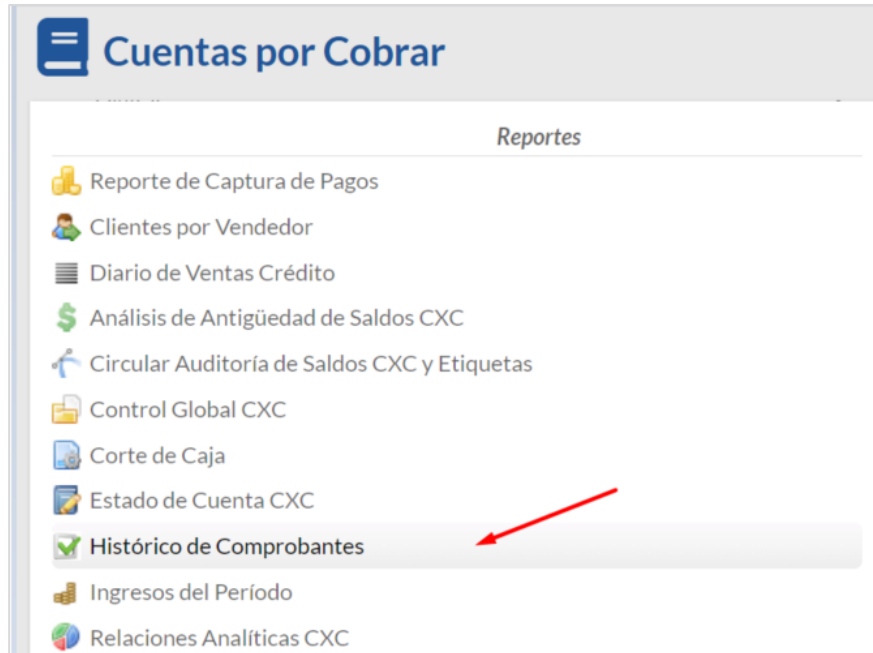 Cuentas por Cobrar
Reportes
Reporte de Captura de Pagos
Clientes por Vendedor
Diario de Ventas Crédito
Análisis de Antigüedad de Saldos CXC
Circular Auditoría de Saldos CXC y Etiquetas
Control Global CXC
Corte de Caja
Estado de Cuenta CXC
Histórico de Comprobantes
Ingresos del Período
Relaciones Analíticas CXC